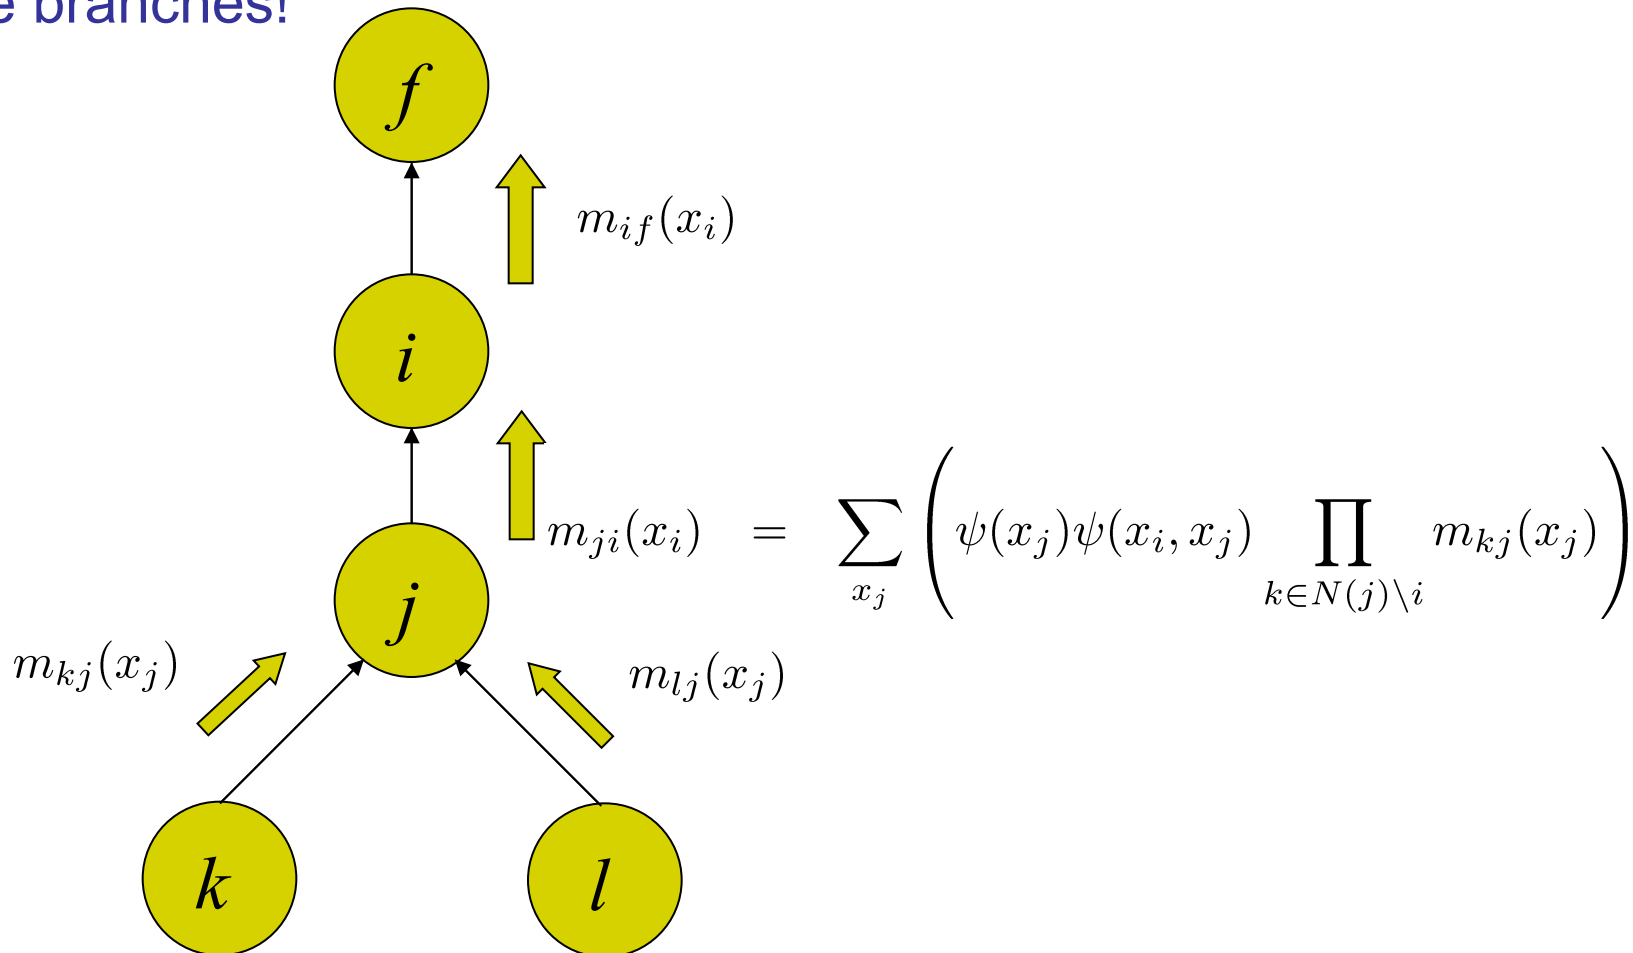 branches!
f
m_{if}(x_i)
i
m_{ji}(x_i) = \sum_{x_j} \left( \psi(x_j)\psi(x_i, x_j) \prod_{k \in N(j) \setminus i} m_{kj}(x_j) \right)
j
m_{kj}(x_j) m_{lj}(x_j)
k l